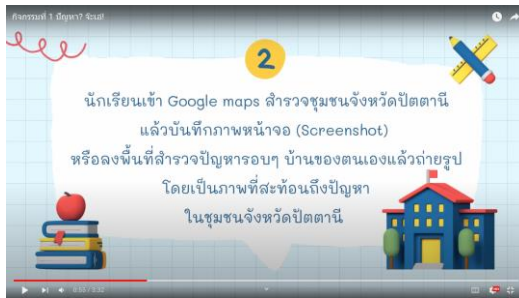 กิจกรรมที่ 1 ปัญหา? จ๊ะเอ๋!
2
นักเรียนเข้า Google maps สำรวจชุมชนจังหวัดปัตตานี
แล้วบันทึกภาพหน้าจอ (Screenshot)
หรือลงพื้นที่สำรวจปัญหารอบๆ บ้านของตนเองแล้วถ่ายรูป
โดยเป็นภาพที่สะท้อนถึงปัญหา
ในชุมชนจังหวัดปัตตานี
0:55 / 3:32